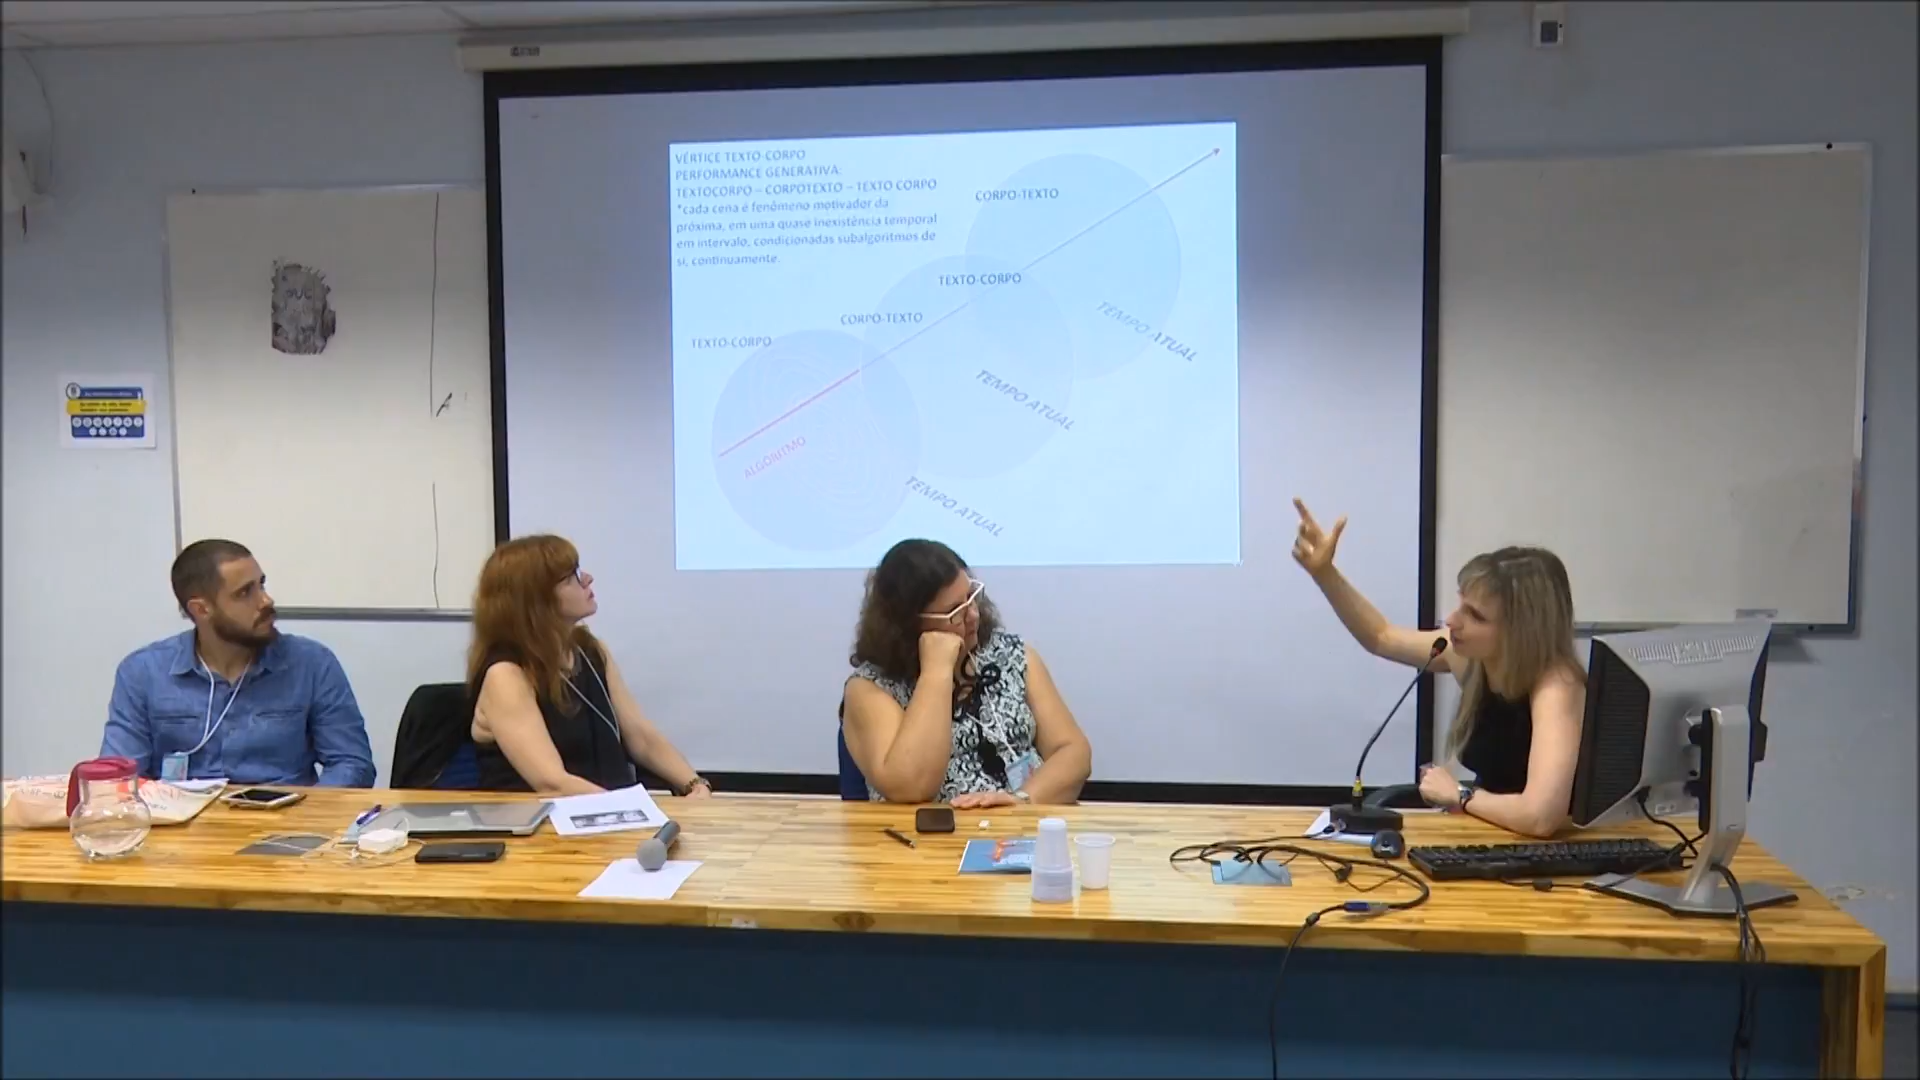 VÉRTICE TEXTO-CORPO
PERFORMANCE GENERATIVA:
TEXTOCORPO – CORPOTEXTO – TEXTO CORPO
*cada cena é fenômeno motivador da
próxima, em uma quase inexistência temporal
em intervalo, condicionadas subalgoritmos de
si, continuamente.
CORPO-TEXTO
TEXTO-CORPO
CORPO-TEXTO
TEXTO-CORPO
TEMPO ATUAL
TEMPO ATUAL
ALGORITMO
TEMPO ATUAL